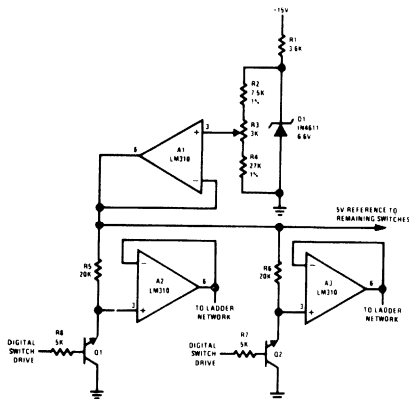 -15V
R1
3.6K
R2
7.5K
1%
R3
3K
R4
27K
1%
D1
IN4611
6.6V
3
+
A1
LM310
-
6
5V REFERENCE TO
REMAINING SWITCHES
R5
20K
-
A2
LM310
6
3
+
TO LADDER
NETWORK
R6
20K
-
A3
LM310
6
3
+
TO LADDER
NETWORK
DIGITAL
SWITCH
DRIVE
R8
5K
Q1
DIGITAL
SWITCH
DRIVE
R7
5K
Q2